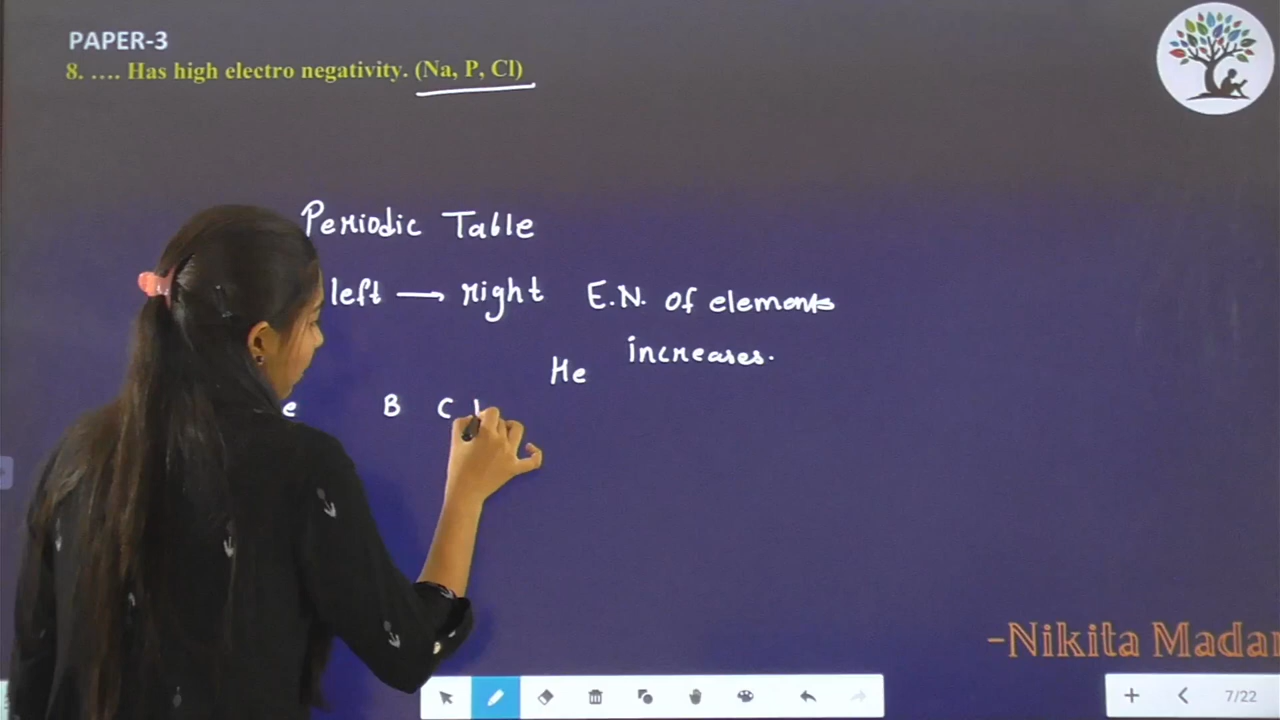 PAPER-3
8. .... Has high electro negativity. (Na, P, Cl)
Periodic Table
left → right E.N. of elements
increases.
He
e B C
-Nikita Madan
7/22